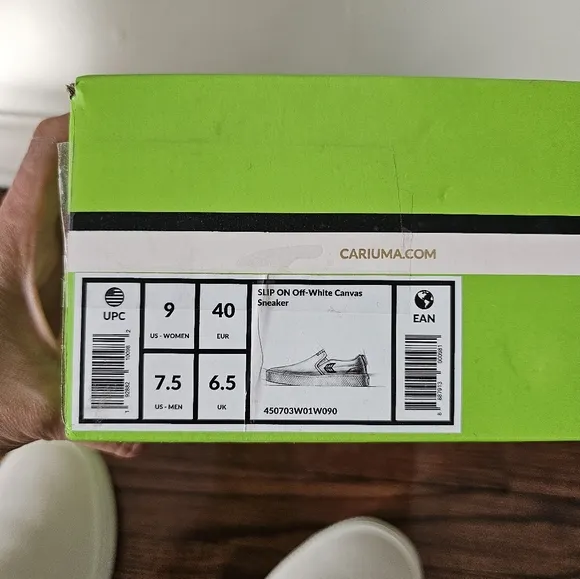 CARIUMA.COM
UPC
9
US - WOMEN
40
EUR
7.5
US - MEN
6.5
UK
SLIP ON Off-White Canvas
Sneaker
450703W01W090
EAN